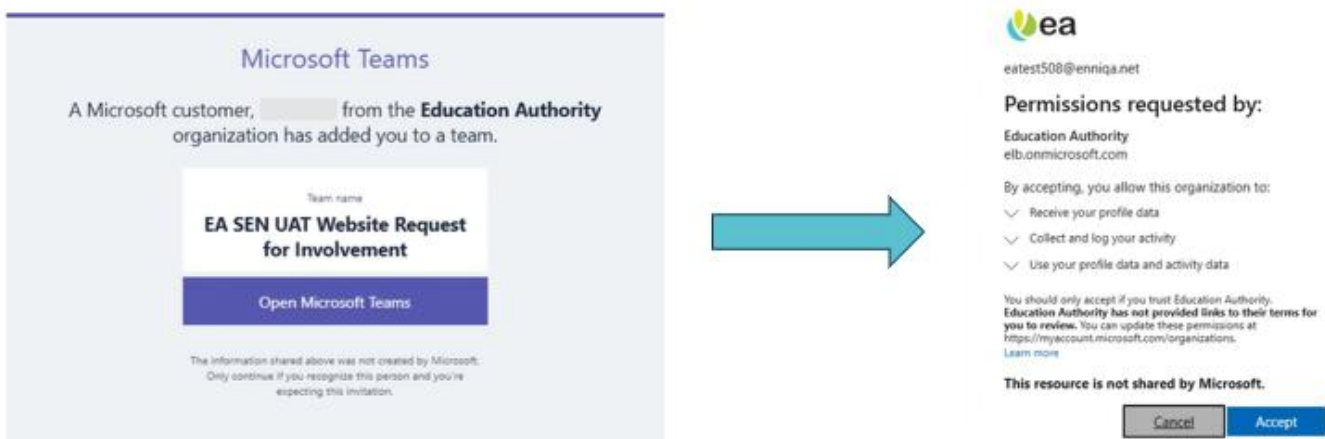 Microsoft Teams
A Microsoft customer, from the Education Authority
organization has added you to a team.
Team name
EA SEN UAT Website Request
for Involvement
Open Microsoft Teams
The information shared above was not created by Microsoft.
Only continue if you recognize this person and you're
expecting this invitation.
ea
eatest508@enniqa.net
Permissions requested by:
Education Authority
elb.onmicrosoft.com
By accepting, you allow this organization to:
Receive your profile data
Collect and log your activity
Use your profile data and activity data
You should only accept if you trust Education Authority.
Education Authority has not provided links to their terms for
you to review. You can update these permissions at
https://myaccount.microsoft.com/organizations.
Learn more
This resource is not shared by Microsoft.
Cancel Accept